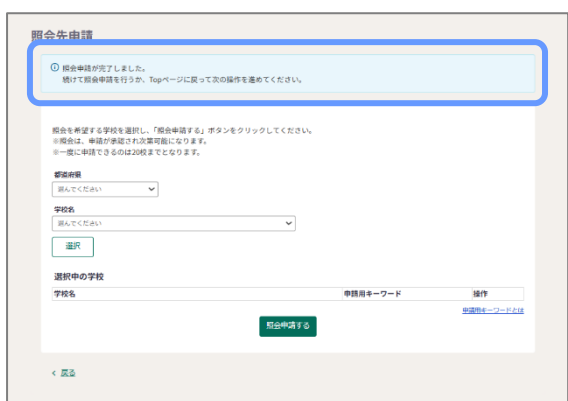 照会先申請
照会申請が完了しました。
続けて照会申請を行うか、Topページに戻って次の操作を進めてください。
照会を希望する学校を選択し、「照会申請する」ボタンをクリックしてください。
※照会は、申請が承認され次第可能になります。
※一度に申請できるのは20校までとなります。
都道府県
選んでください
学校名
選んでください
選択
選択中の学校
学校名 申請用キーワード 操作
申請用キーワードとは
照会申請する
< 戻る